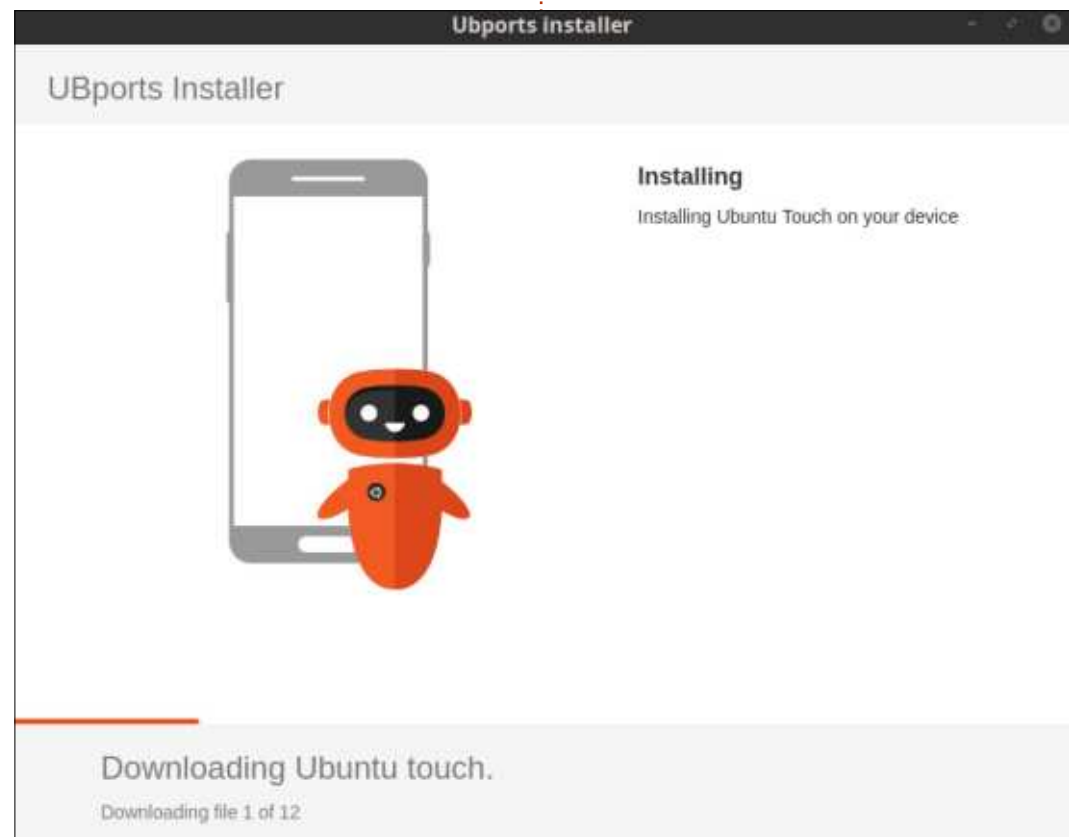 Ubports installer
UBports Installer
Installing
Installing Ubuntu Touch on your device
Downloading Ubuntu touch.
Downloading file 1 of 12